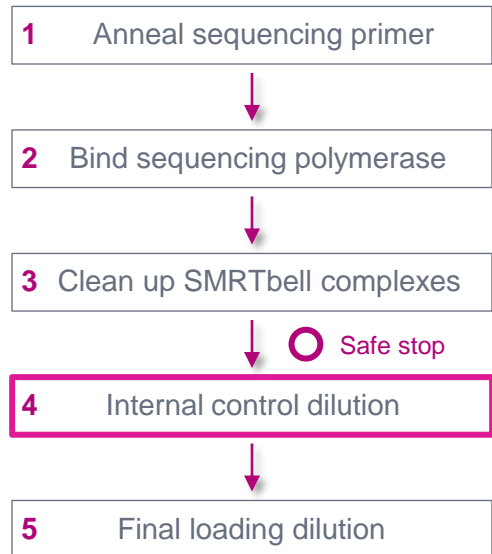 1 Anneal sequencing primer
2 Bind sequencing polymerase
3 Clean up SMRTbell complexes
Safe stop
4 Internal control dilution
5 Final loading dilution